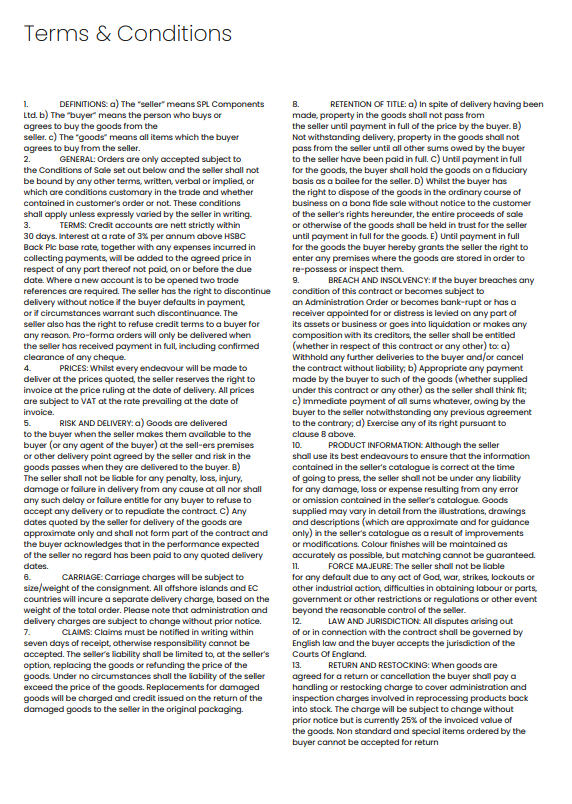 Terms & Conditions
1. DEFINITIONS: a) The “seller” means SPL Components
Ltd. b) The “buyer” means the person who buys or
agrees to buy the goods from the
seller. c) The “goods” means all items which the buyer
agrees to buy from the seller.
2. GENERAL: Orders are only accepted subject to
the Conditions of Sale set out below and the seller shall not
be bound by any other terms, written, verbal or implied, or
which are conditions customary in the trade and whether
contained in customer's order or not. These conditions
shall apply unless expressly varied by the seller in writing.
3. TERMS: Credit accounts are nett strictly within
30 days. Interest at a rate of 3% per annum above HSBC
Back Plc base rate, together with any expenses incurred in
collecting payments, will be added to the agreed price in
respect of any part thereof not paid, on or before the due
date. Where a new account is to be opened two trade
references are required. The seller has the right to discontinue
delivery without notice if the buyer defaults in payment,
or if circumstances warrant such discontinuance. The
seller also has the right to refuse credit terms to a buyer for
any reason. Pro-forma orders will only be delivered when
the seller has received payment in full, including confirmed
clearance of any cheque.
4. PRICES: Whilst every endeavour will be made to
deliver at the prices quoted, the seller reserves the right to
invoice at the price ruling at the date of delivery. All prices
are subject to VAT at the rate prevailing at the date of
invoice.
5. RISK AND DELIVERY: a) Goods are delivered
to the buyer when the seller makes them available to the
buyer (or any agent of the buyer) at the sell-ers premises
or other delivery point agreed by the seller and risk in the
goods passes when they are delivered to the buyer. B)
The seller shall not be liable for any penalty, loss, injury,
damage or failure in delivery from any cause at all nor shall
any such delay or failure entitle for any buyer to refuse to
accept any delivery or to repudiate the contract. C) Any
dates quoted by the seller for delivery of the goods are
approximate only and shall not form part of the contract and
the buyer acknowledges that in the performance expected
of the seller no regard has been paid to any quoted delivery
dates.
6. CARRIAGE: Carriage charges will be subject to
size/weight of the consignment. All offshore islands and EC
countries will incure a separate delivery charge, based on the
weight of the total order. Please note that administration and
delivery charges are subject to change without prior notice.
7. CLAIMS: Claims must be notified in writing within
seven days of receipt, otherwise responsibility cannot be
accepted. The seller's liability shall be limited to, at the seller's
option, replacing the goods or refunding the price of the
goods. Under no circumstances shall the liability of the seller
exceed the price of the goods. Replacements for damaged
goods will be charged and credit issued on the return of the
damaged goods to the seller in the original packaging.
8. RETENTION OF TITLE: a) In spite of delivery having been
made, property in the goods shall not pass from
the seller until payment in full of the price by the buyer. B)
Not withstanding delivery, property in the goods shall not
pass from the seller until all other sums owed by the buyer
to the seller have been paid in full. C) Until payment in full
for the goods, the buyer shall hold the goods on a fiduciary
basis as a bailee for the seller. D) Whilst the buyer has
the right to dispose of the goods in the ordinary course of
business on a bona fide sale without notice to the customer
of the seller's rights hereunder, the entire proceeds of sale
or otherwise of the goods shall be held in trust for the seller
until payment in full for the goods. E) Until payment in full
for the goods the buyer hereby grants the seller the right to
enter any premises where the goods are stored in order to
re-possess or inspect them.
9. BREACH AND INSOLVENCY: If the buyer breaches any
condition of this contract or becomes subject to
an Administration Order or becomes bank-rupt or has a
receiver appointed for or distress is levied on any part of
its assets or business or goes into liquidation or makes any
composition with its creditors, the seller shall be entitled
(whether in respect of this contract or any other) to: a)
Withhold any further deliveries to the buyer and/or cancel
the contract without liability; b) Appropriate any payment
made by the buyer to such of the goods (whether supplied
under this contract or any other) as the seller shall think fit;
c) Immediate payment of all sums whatever, owing by the
buyer to the seller notwithstanding any previous agreement
to the contrary; d) Exercise any of its right pursuant to
clause 8 above.
10. PRODUCT INFORMATION: Although the seller
shall use its best endeavours to ensure that the information
contained in the seller's catalogue is correct at the time
of going to press, the seller shall not be under any liability
for any damage, loss or expense resulting from any error
or omission contained in seller's catalogue. Goods
supplied may vary in detail from the illustrations, drawings
and descriptions (which are approximate and for guidance
only) in the seller's catalogue as a result of improvements
or modifications. Colour finishes will be maintained as
accurately as possible, but matching cannot be guaranteed.
11. FORCE MAJEURE: The seller shall not be liable
for any default due to any act of God, war, strikes, lockouts or
other industrial action, difficulties in obtaining labour or parts,
government or other restrictions or regulations or other event
beyond the reasonable control of the seller.
12. LAW AND JURISDICTION: All disputes arising out
of or in connection with the contract shall be governed by
English law and the buyer accepts the jurisdiction of the
Courts Of England.
13. RETURN AND RESTOCKING: When goods are
agreed for a return or cancellation the buyer shall pay a
handling or restocking charge to cover administration and
inspection charges involved in reprocessing products back
into stock. The charge will be subject to change without
prior notice but is currently 25% of the invoiced value of
the goods. Non standard and special items ordered by the
buyer cannot be accepted for return